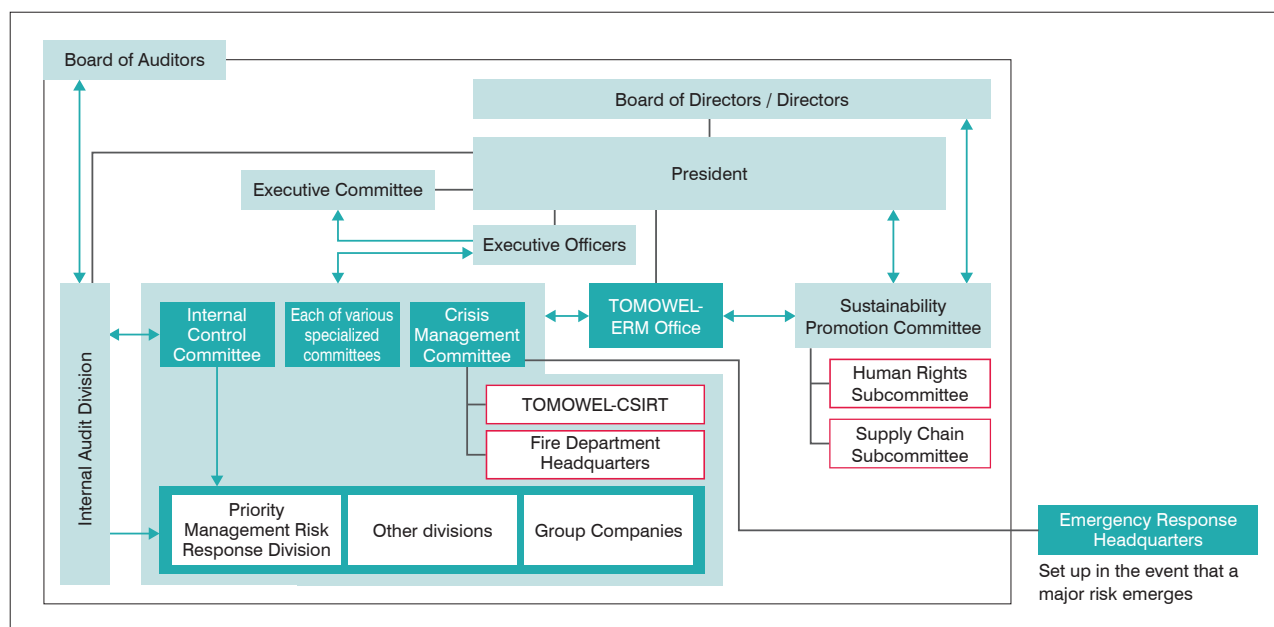 Board of Auditors
Board of Directors / Directors
President
Executive Committee
Executive Officers
Internal Audit Division
Internal
Control
Committee
Each of various
specialized
committees
Crisis
Management
Committee
TOMOWEL-
ERM Office
Sustainability
Promotion Committee
Human Rights
Subcommittee
Supply Chain
Subcommittee
TOMOWEL-CSIRT
Fire Department
Headquarters
Priority
Management Risk
Response Division
Other divisions
Group Companies
Emergency Response
Headquarters
Set up in the event that a
major risk emerges